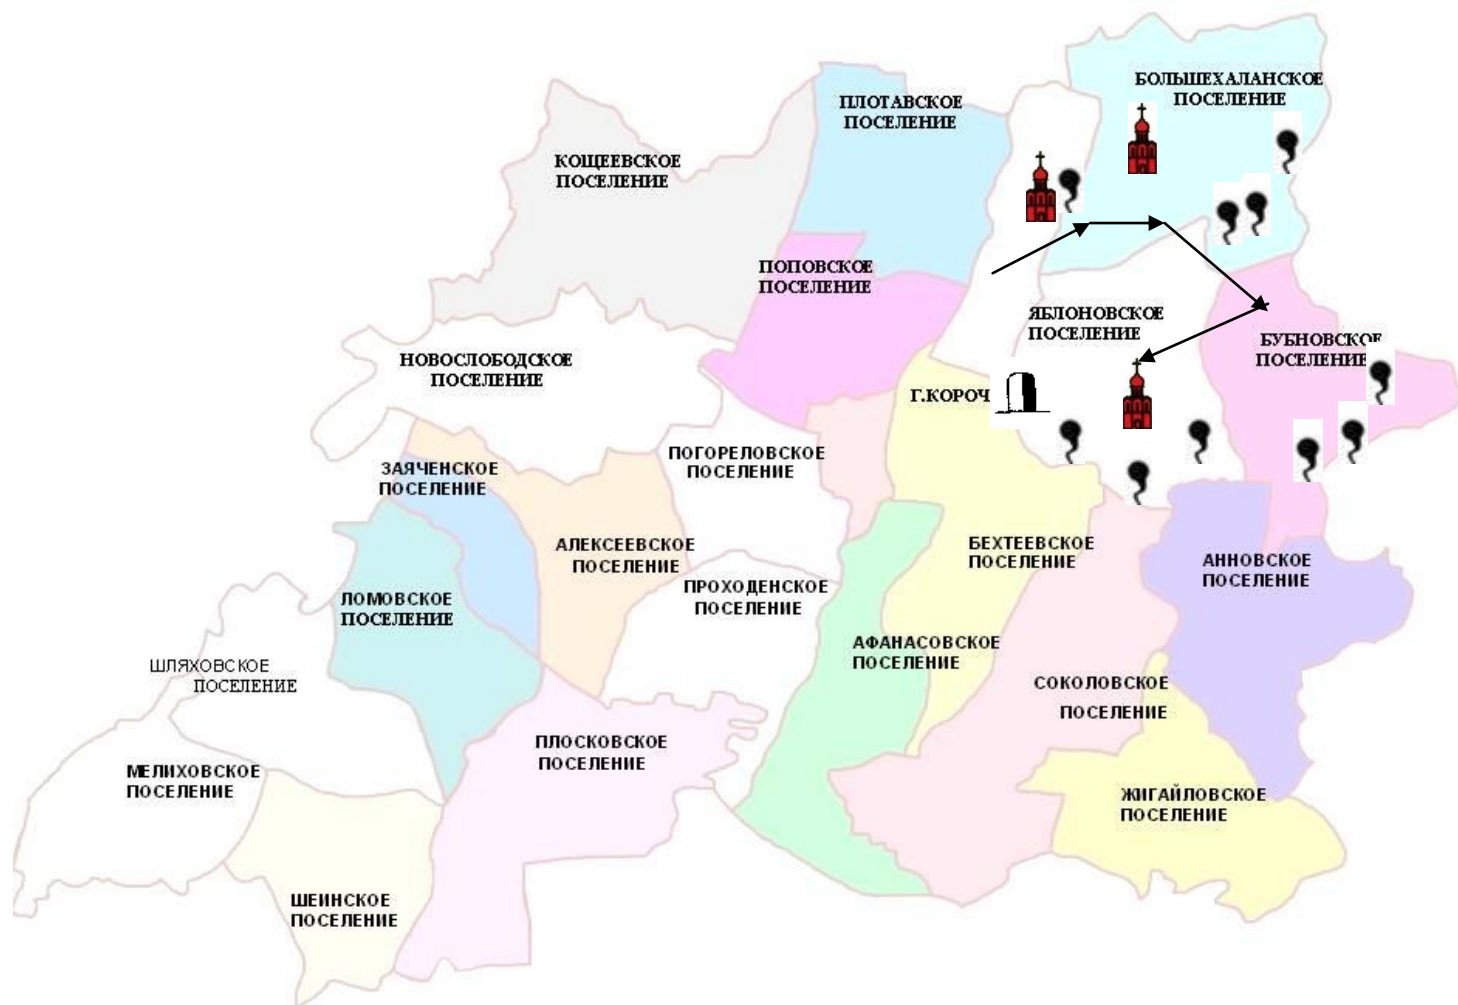 БОЛЬШЕХАЛАНСКОЕ
ПОСЕЛЕНИЕ
ПЛОТАВСКОЕ
ПОСЕЛЕНИЕ
КОЩЕЕВСКОЕ
ПОСЕЛЕНИЕ
ПОПОВСКОЕ
ПОСЕЛЕНИЕ
ЯБЛОНОВСКОЕ
ПОСЕЛЕНИЕ
БУБНОВСКОЕ
ПОСЕЛЕНИЕ
НОВОСЛОБОДСКОЕ
ПОСЕЛЕНИЕ
Г.КОРОЧ
ПОГОРЕЛОВСКОЕ
ПОСЕЛЕНИЕ
ЗАЯЧЕНСКОЕ
ПОСЕЛЕНИЕ
АЛЕКСЕЕВСКОЕ
ПОСЕЛЕНИЕ
БЕХТЕЕВСКОЕ
ПОСЕЛЕНИЕ
АННОВСКОЕ
ПОСЕЛЕНИЕ
ПРОХОДЕНСКОЕ
ПОСЕЛЕНИЕ
ЛОМОВСКОЕ
ПОСЕЛЕНИЕ
АФАНАСОВСКОЕ
ПОСЕЛЕНИЕ
ШЛЯХОВСКОЕ
ПОСЕЛЕНИЕ
СОКОЛОВСКОЕ
ПОСЕЛЕНИЕ
ПЛОСКОВСКОЕ
ПОСЕЛЕНИЕ
МЕЛИХОВСКОЕ
ПОСЕЛЕНИЕ
ЖИГАЙЛОВСКОЕ
ПОСЕЛЕНИЕ
ШЕИНСКОЕ
ПОСЕЛЕНИЕ